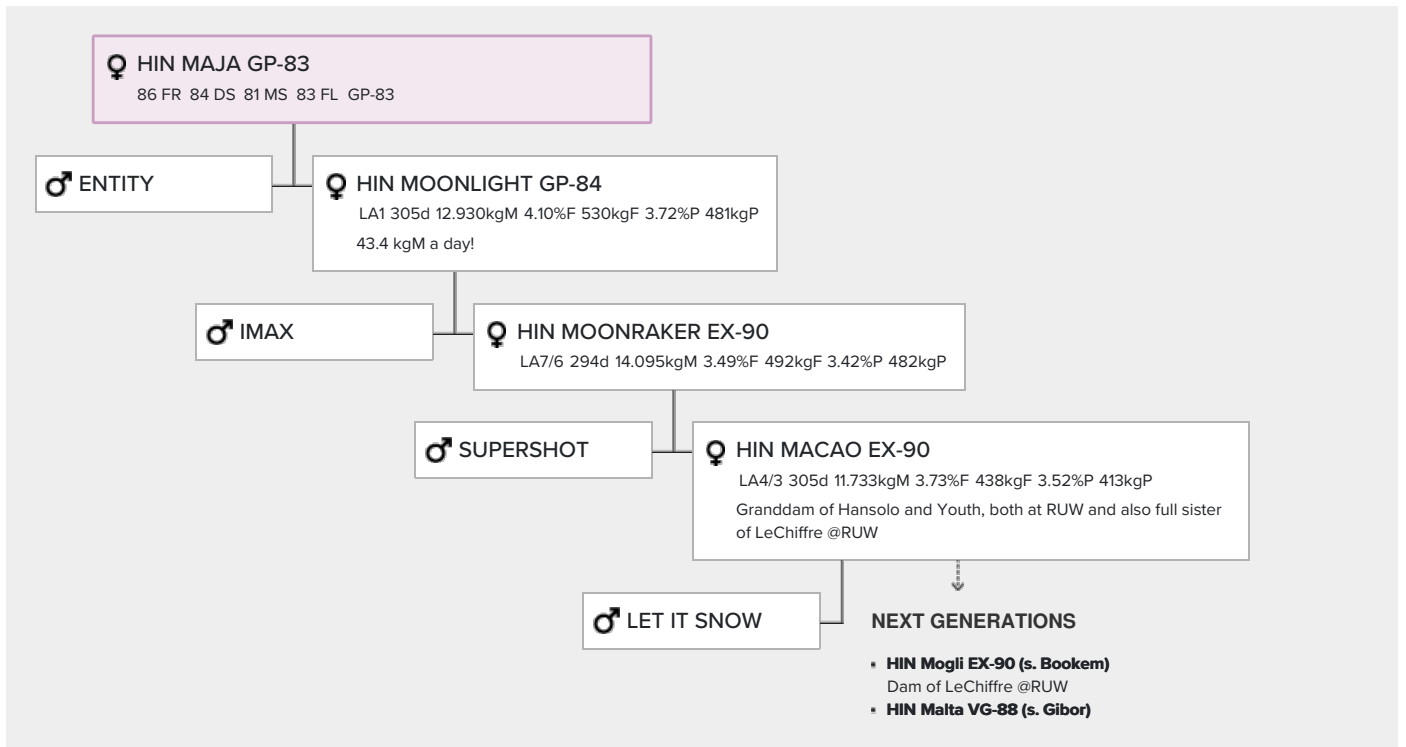 HIN MAJA GP-83
86 FR 84 DS 81 MS 83 FL GP-83
ENTITY
HIN MOONLIGHT GP-84
LA1 305d 12.930kgM 4.10%F 530kgF 3.72%P 481kgP
43.4 kgM a day!
IMAX
HIN MOONRAKER EX-90
LA7/6 294d 14.095kgM 3.49%F 492kgF 3.42%P 482kgP
SUPERSHOT
HIN MACAO EX-90
LA4/3 305d 11.733kgM 3.73%F 438kgF 3.52%P 413kgP
Granddam of Hansolo and Youth, both at RUW and also full sister
of LeChiffre @RUW
LET IT SNOW
NEXT GENERATIONS
HIN Mogli EX-90 (s. Bookem)
Dam of LeChiffre @RUW
HIN Malta VG-88 (s. Gibor)